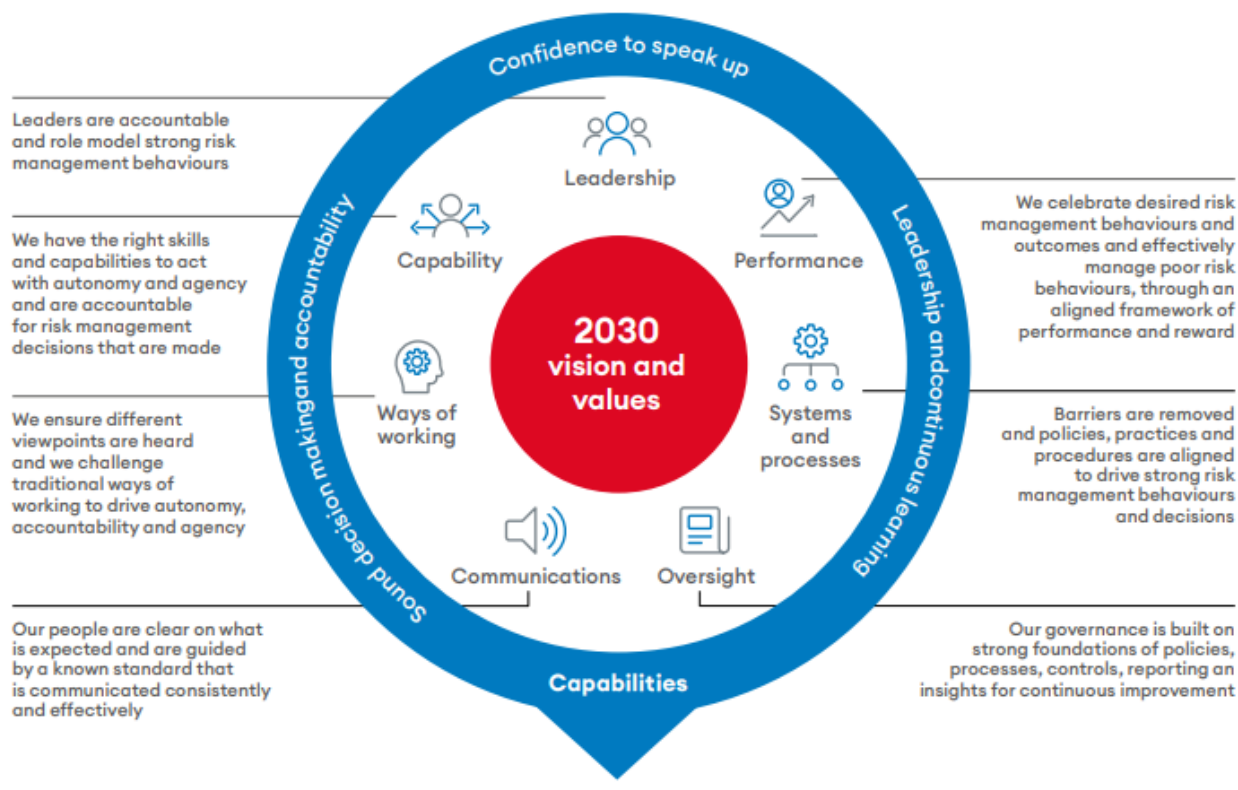 Confidence to speak up
Leaders are accountable
and role model strong risk
management behaviours
Leadership
We have the right skills
and capabilities to act
with autonomy and agency
and are accountable
for risk management
decisions that are made
Capability
Performance
We celebrate desired risk
management behaviours and
outcomes and effectively
manage poor risk
behaviours, through an
aligned framework of
performance and reward
Sound decision makingand accountability
Leadership andcontinuous learning
2030
vision and
values
We ensure different
viewpoints are heard
and we challenge
traditional ways of
working to drive autonomy,
accountability and agency
Ways of
working
Systems
and
processes
Barriers are removed
and policies, practices and
procedures are aligned
to drive strong risk
management behaviours
and decisions
Communications
Oversight
Our people are clear on what
is expected and are guided
by a known standard that
is communicated consistently
and effectively
Our governance is built on
strong foundations of policies,
processes, controls, reporting an
insights for continuous improvement
Capabilities